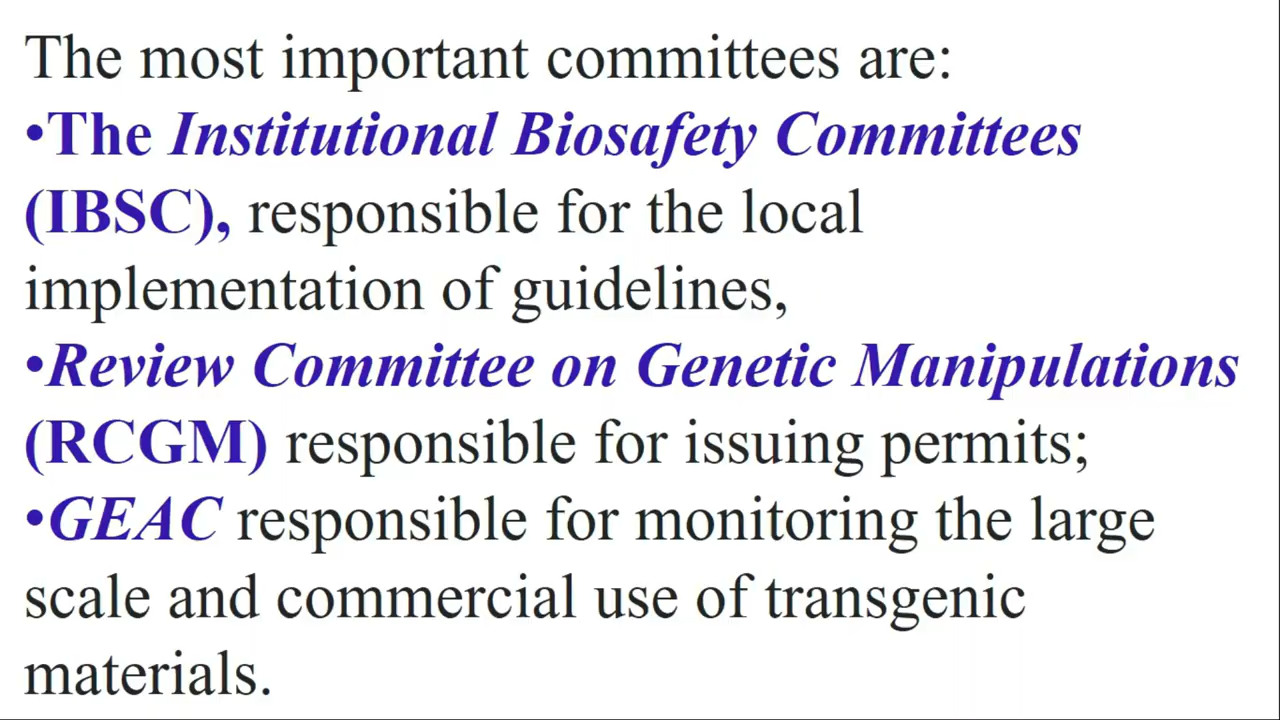 The most important committees are:
•The Institutional Biosafety Committees
(IBSC), responsible for the local
implementation of guidelines,
•Review Committee on Genetic Manipulations
(RCGM) responsible for issuing permits;
•GEAC responsible for monitoring the large
scale and commercial use of transgenic
materials.